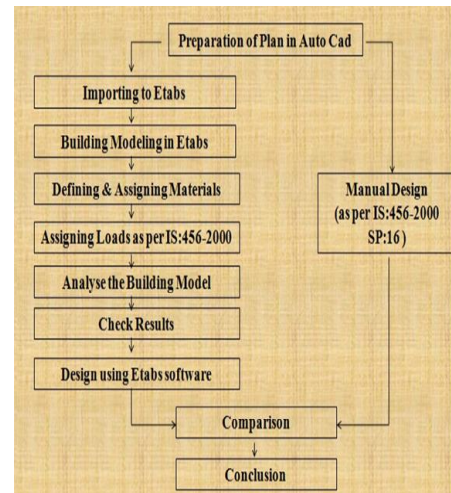 Preparation of Plan in Auto Cad
Importing to Etabs
Building Modeling in Etabs
Defining & Assigning Materials
Assigning Loads as per IS:456-2000
Analyse the Building Model
Check Results
Design using Etabs software
Manual Design
(as per IS:456-2000
SP:16 )
Comparison
Conclusion